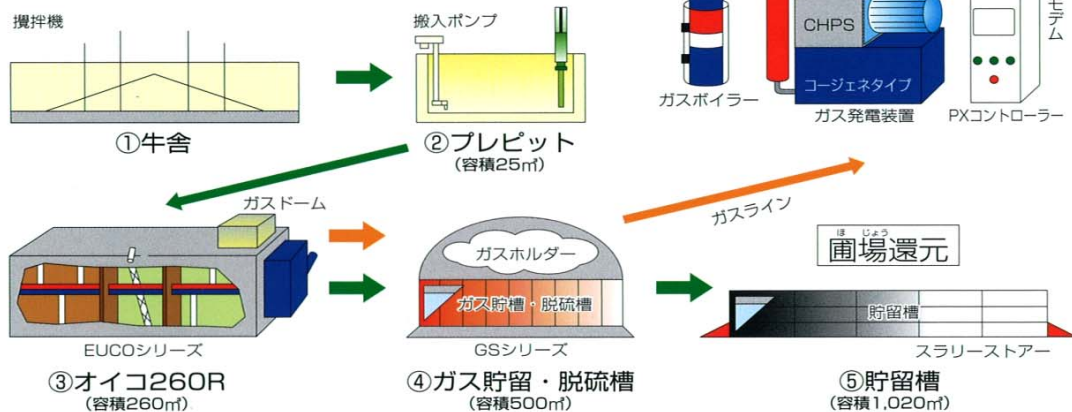 攪拌機
①牛舎
搬入ポンプ
②プレピット
(容積25㎥)
ガスボイラー
CHPS
コージェネタイプ
ガス発電装置
モデム
PXコントローラー
ガスドーム
EUCOシリーズ
③オイコ260R
(容積260㎥)
ガスホルダー
ガス貯槽・脱硫槽
GSシリーズ
④ガス貯留・脱硫槽
(容積500㎥)
ガスライン
ほ じょう
圃場還元
貯留槽
スラリーストアー
⑤貯留槽
(容積1,020㎥)